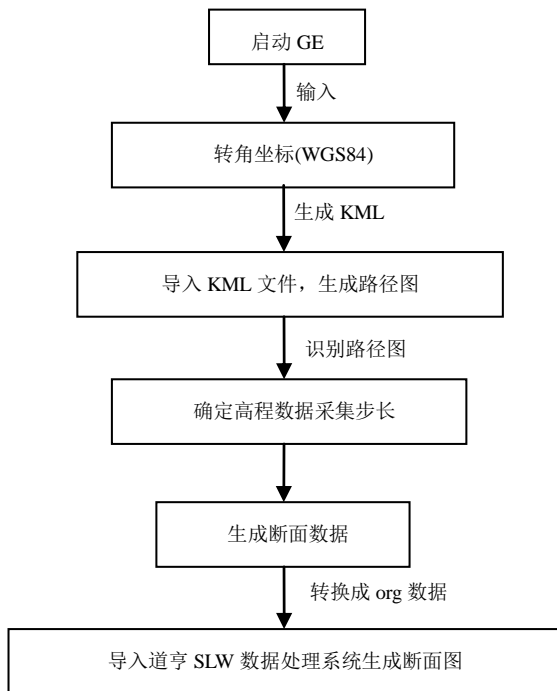 启动 GE
输入
转角坐标(WGS84)
生成 KML
导入 KML 文件，生成路径图
识别路径图
确定高程数据采集步长
生成断面数据
转换成 org 数据
导入道亨 SLW 数据处理系统生成断面图